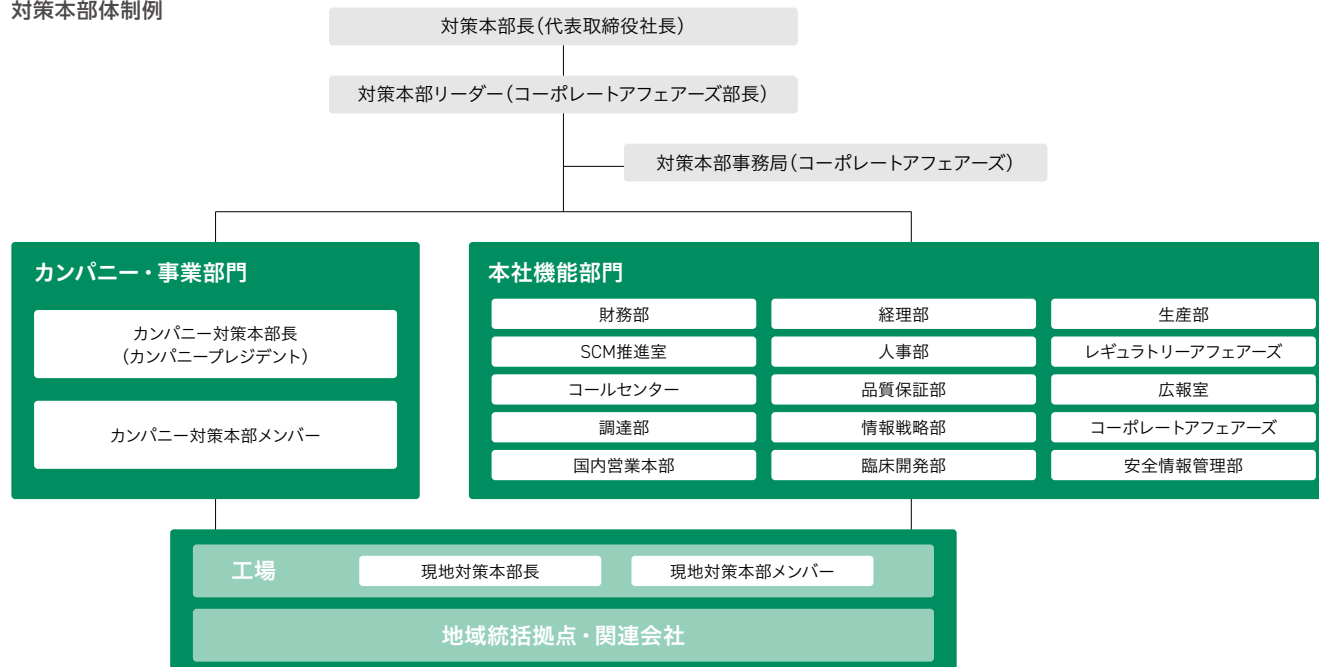 対策本部体制例
対策本部長(代表取締役社長)
対策本部リーダー(コーポレートアフェアーズ部長)
対策本部事務局(コーポレートアフェアーズ)
カンパニー・事業部門
カンパニー対策本部長
(カンパニープレジデント)
カンパニー対策本部メンバー
本社機能部門
財務部
経理部
生産部
SCM推進室
人事部
レギュラトリーアフェアーズ
コールセンター
品質保証部
広報室
調達部
情報戦略部
コーポレートアフェアーズ
国内営業本部
臨床開発部
安全情報管理部
工場
現地対策本部長
現地対策本部メンバー
地域統括拠点・関連会社